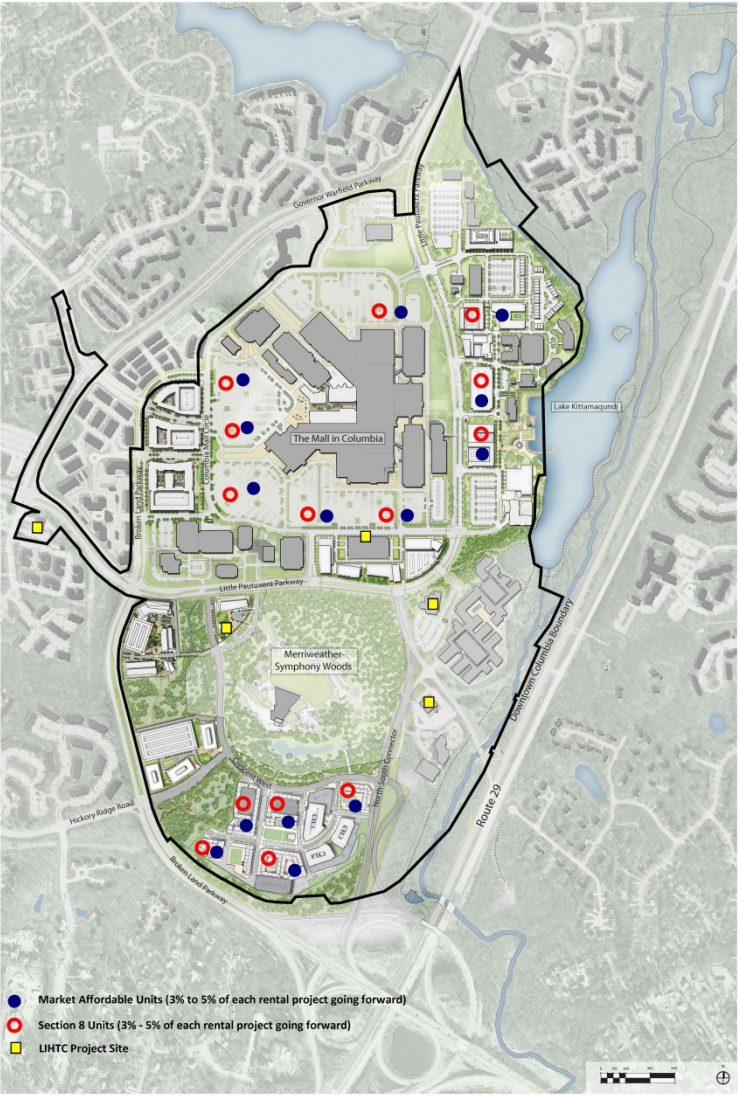 Governor Warfield Parkway
Little Patuxent Parkway
Lake Kittamaqundi
The Mall in Columbia
Columbia Mall Circle
Broken Land Parkway
Little Patuxent Parkway
Merriweather-
Symphony Woods
Downtown Columbia Boundary
Crescent West
North-South Connector
Route 29
Hickory Ridge Road
Broken Land Parkway
Market Affordable Units (3% to 5% of each rental project going forward)
Section 8 Units (3% - 5% of each rental project going forward)
LIHTC Project Site